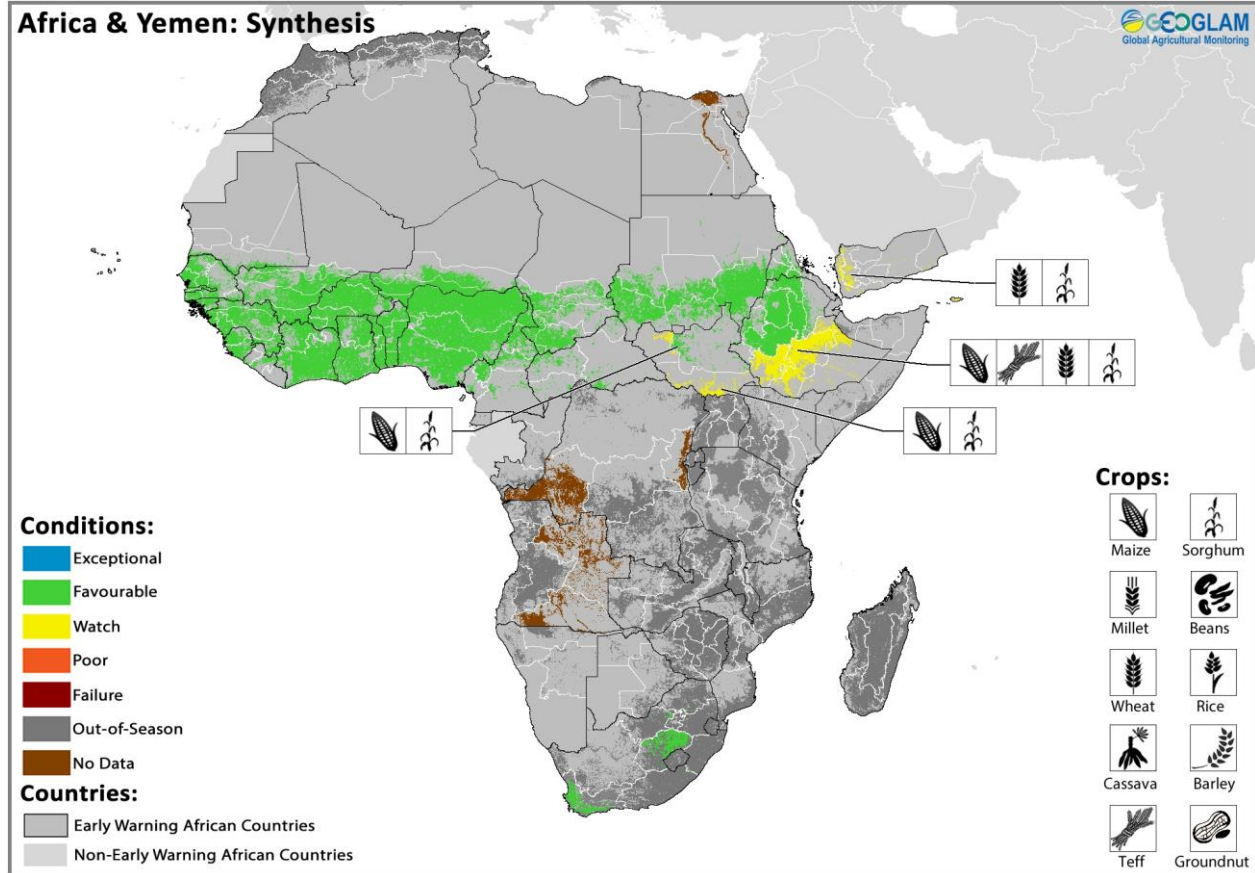 Africa & Yemen: Synthesis
GEOGLAM
Global Agricultural Monitoring
Conditions:
Exceptional
Favourable
Watch
Poor
Failure
Out-of-Season
No Data
Countries:
Early Warning African Countries
Non-Early Warning African Countries
Crops:
Maize Sorghum
Millet Beans
Wheat Rice
Cassava Barley
Teff Groundnut